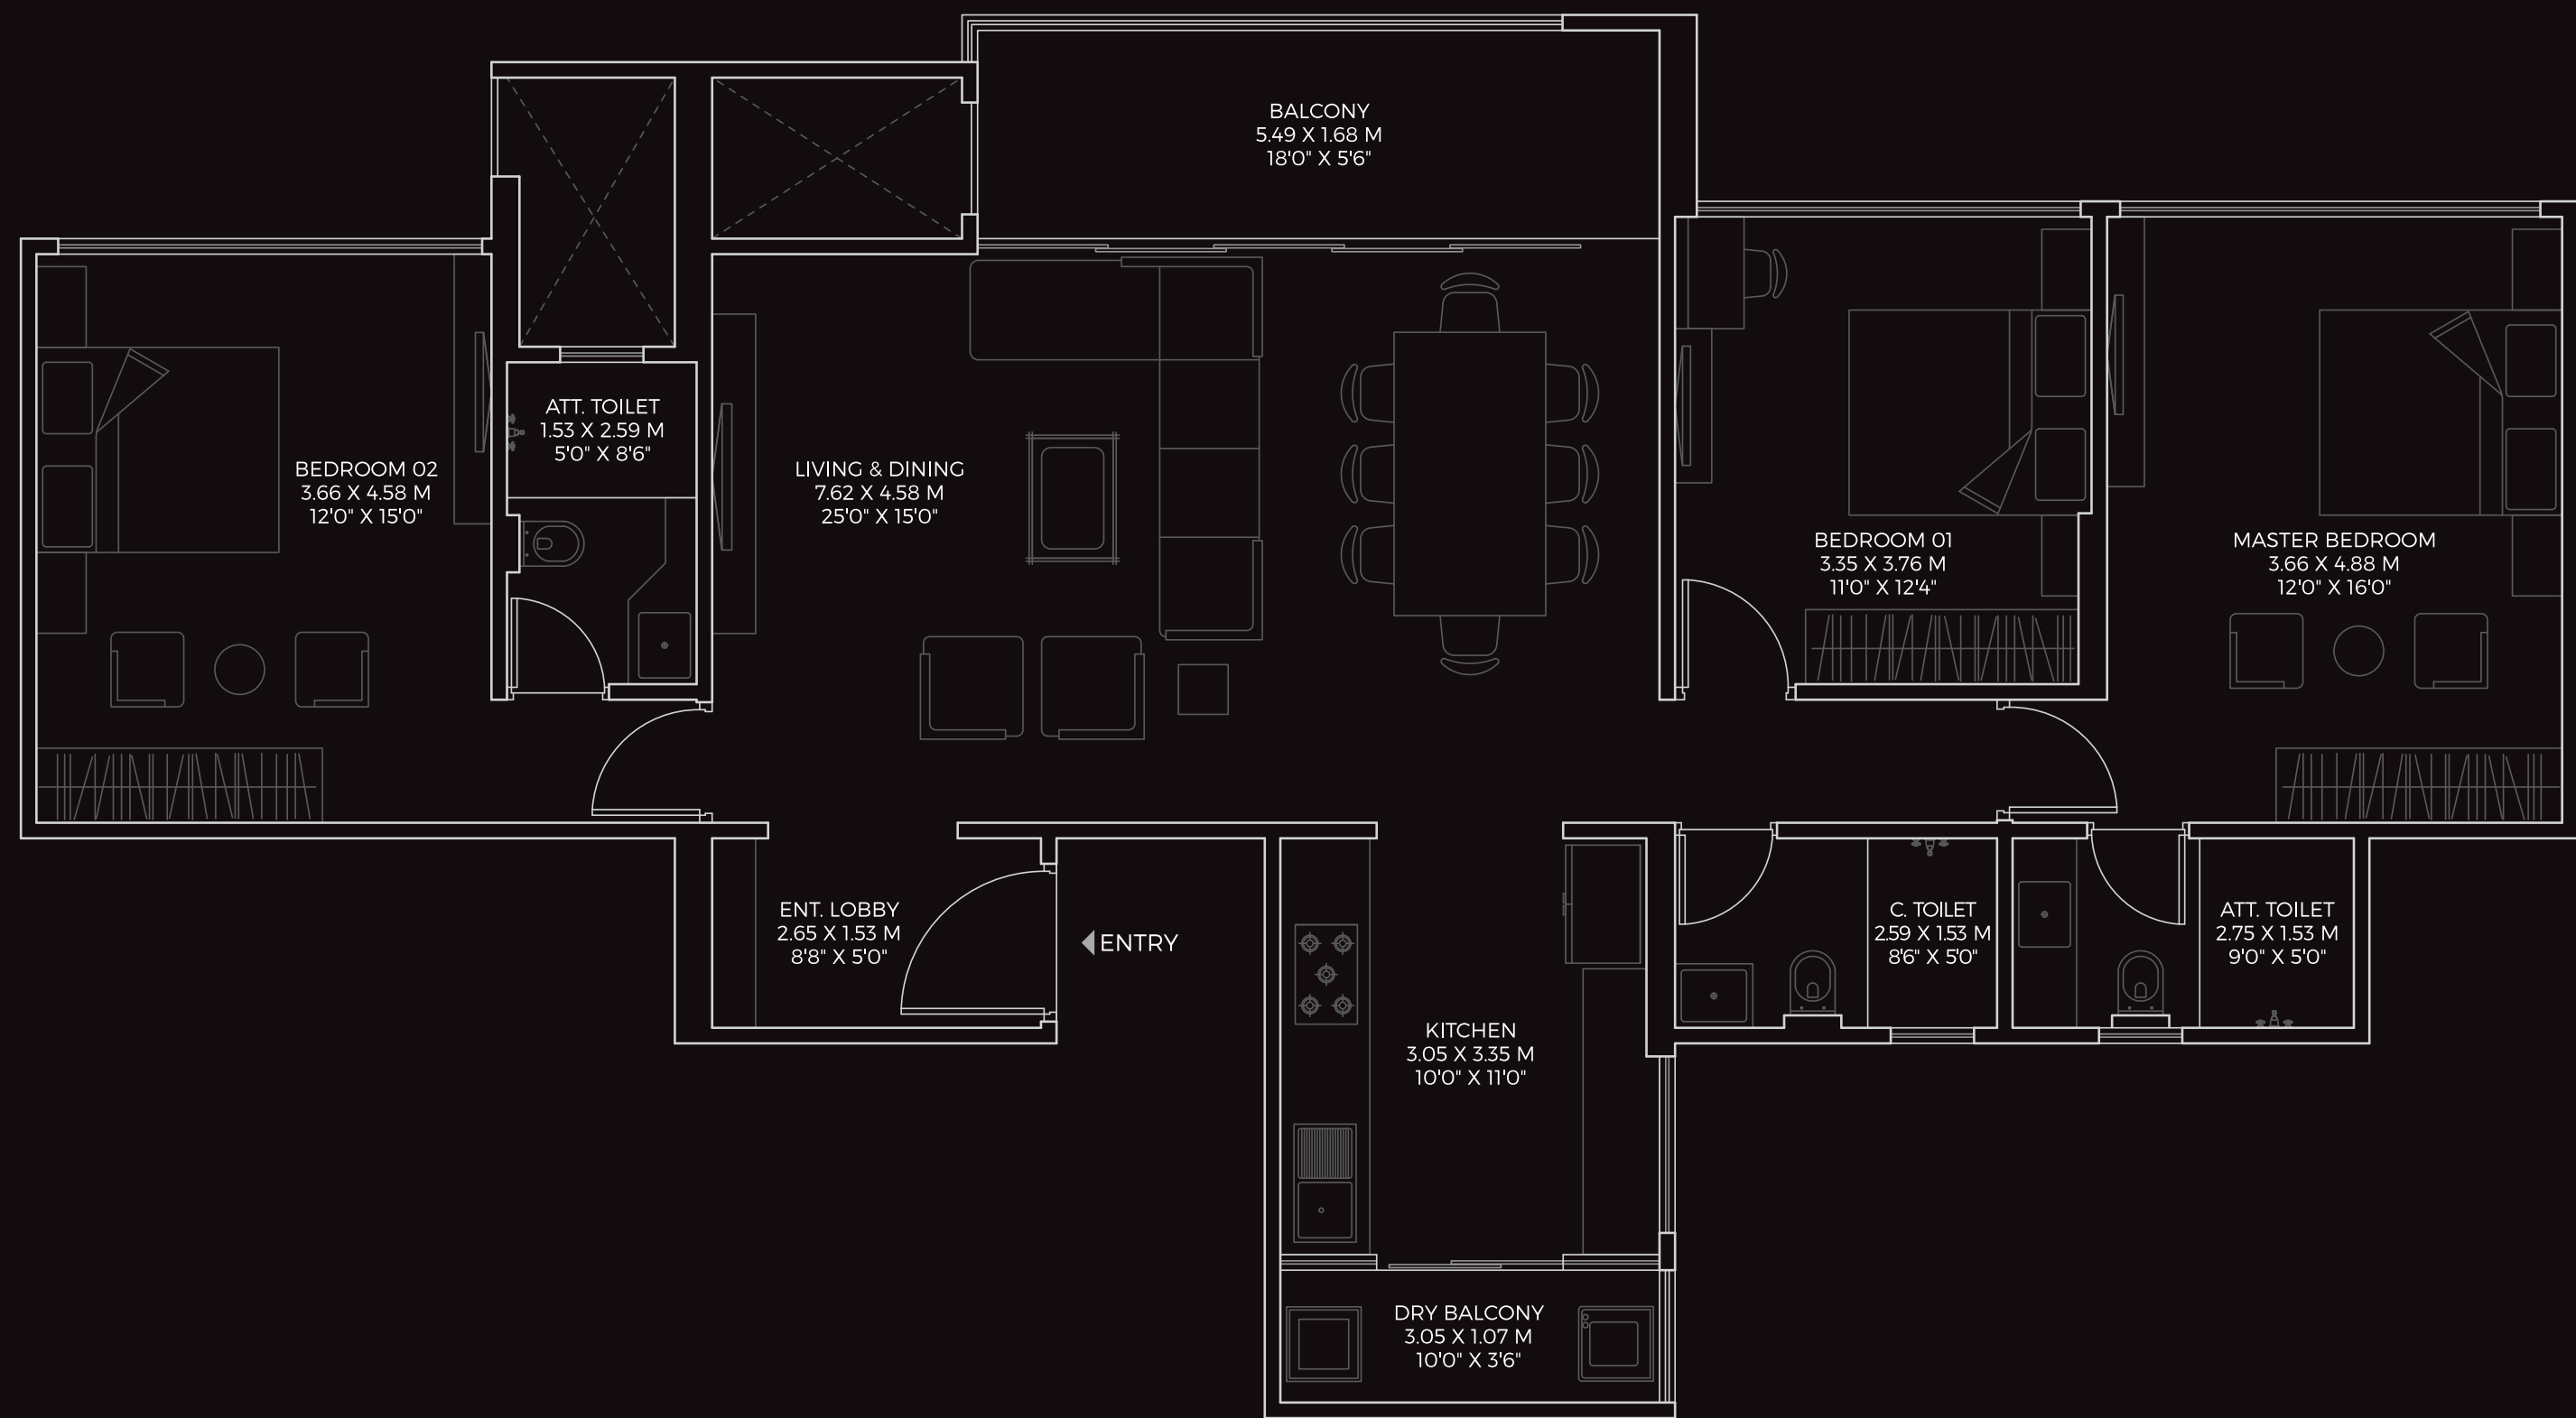 BALCONY
5.49 X 1.68 M
18'0" X 5'6"
ATT. TOILET
1.53 X 2.59 M
5'0" X 8'6"
BEDROOM 02
3.66 X 4.58 M
12'0" X 15'0"
LIVING & DINING
7.62 X 4.58 M
25'0" X 15'0"
BEDROOM 01
3.35 X 3.76 M
11'0" X 12'4"
MASTER BEDROOM
3.66 X 4.88 M
12'0" X 16'0"
ENT. LOBBY
2.65 X 1.53 M
8'8" X 5'0"
ENTRY
C. TOILET
2.59 X 1.53 M
8'6" X 5'0"
ATT. TOILET
2.75 X 1.53 M
9'0" X 5'0"
KITCHEN
3.05 X 3.35 M
10'0" X 11'0"
DRY BALCONY
3.05 X 1.07 M
10'0" X 3'6"